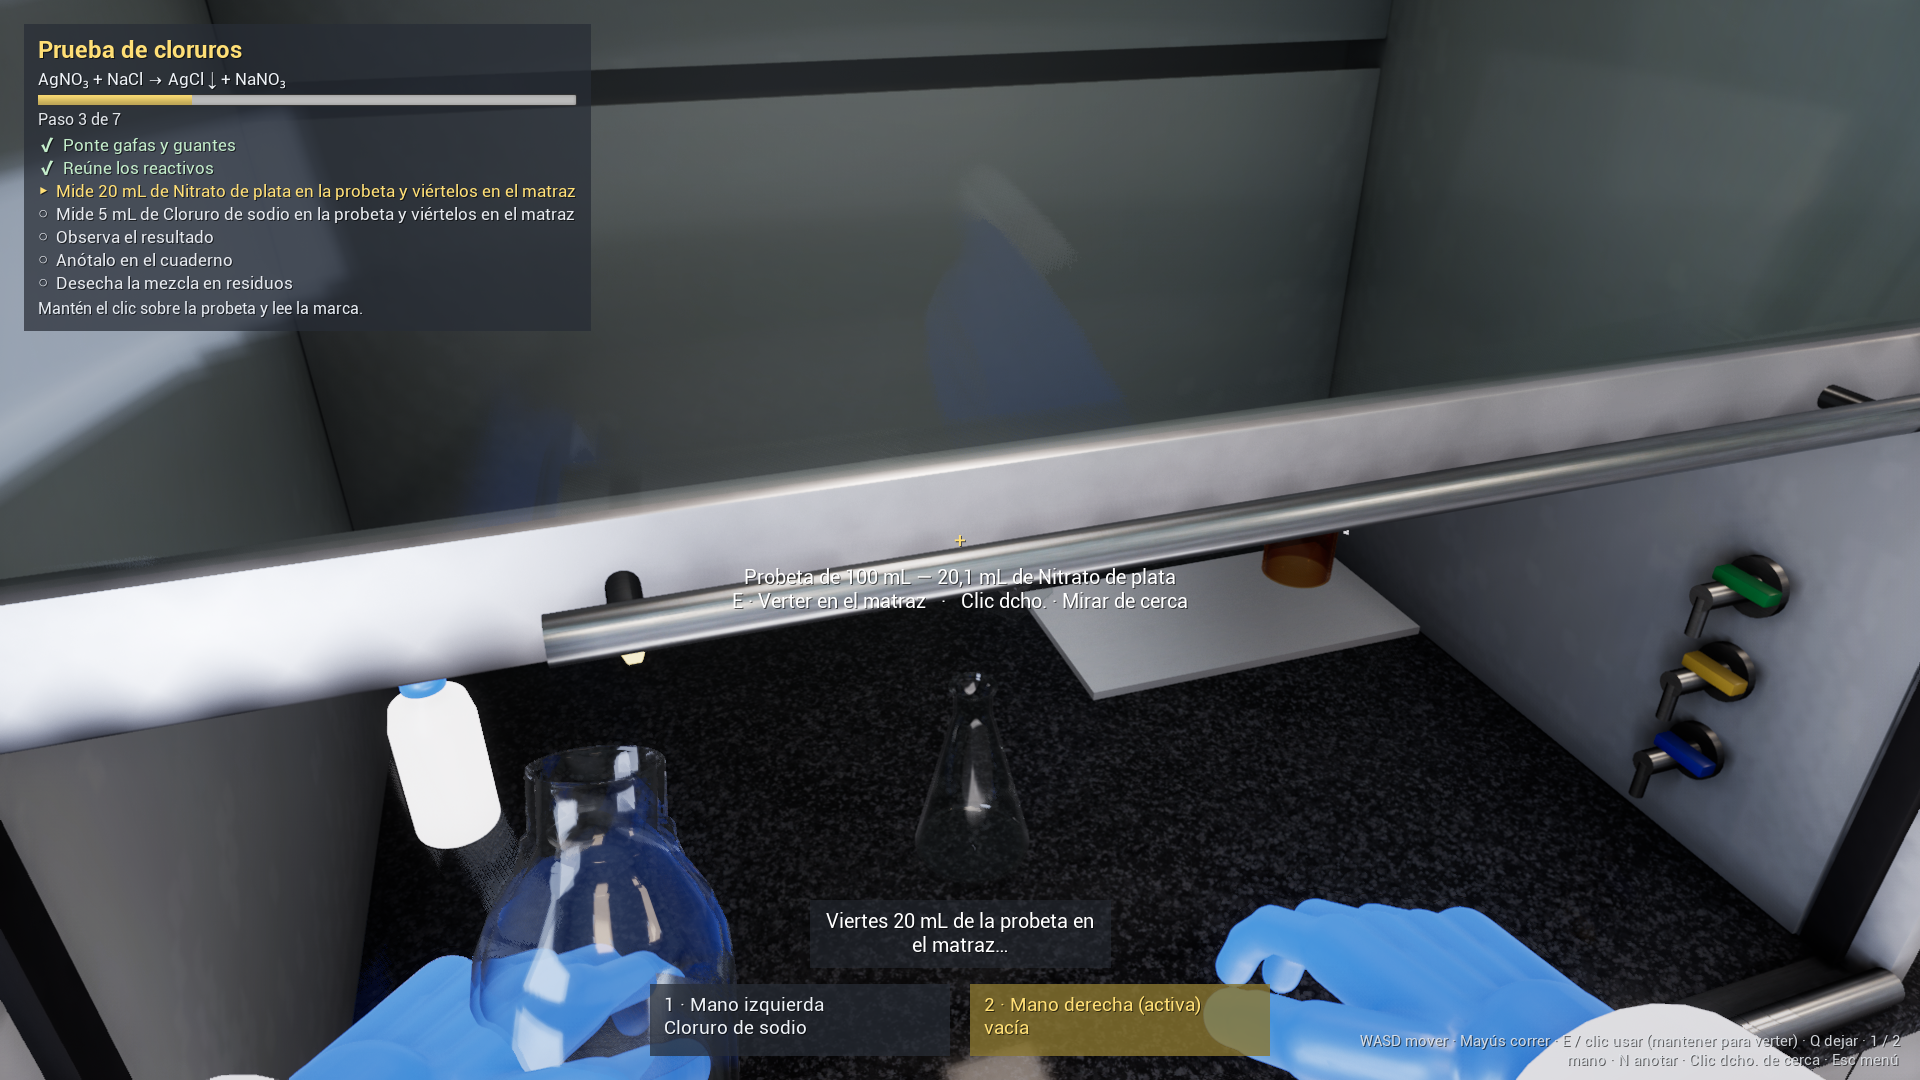 Prueba de cloruros
AgNO₃ + NaCl → AgCl↓ + NaNO₃
Paso 3 de 7
✓ Ponte gafas y guantes
✓ Reúne los reactivos
▸ Mide 20 mL de Nitrato de plata en la probeta y viértelos en el matraz
○ Mide 5 mL de Cloruro de sodio en la probeta y viértelos en el matraz
○ Observa el resultado
○ Anótalo en el cuaderno
○ Desecha la mezcla en residuos
Mantén el clic sobre la probeta y lee la marca.
Probeta de 100 mL — 20,1 mL de Nitrato de plata
E · Verter en el matraz · Clic dcho. · Mirar de cerca
Viertes 20 mL de la probeta en
el matraz...
1 · Mano izquierda
Cloruro de sodio
2 · Mano derecha (activa)
vacía
WASD mover · Mayús correr · E / clic usar (mantener para verter) · Q dejar · 1 / 2
mano · N anotar · Clic dcho. de cerca · Esc menú